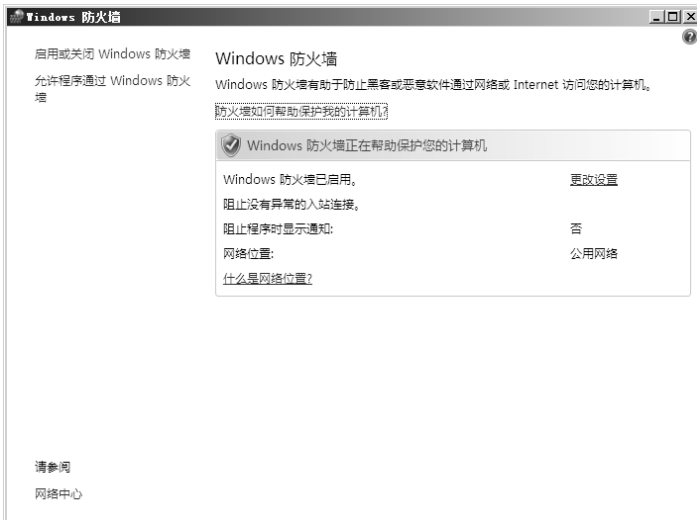 Windows 防火墙
启用或关闭 Windows 防火墙
允许程序通过 Windows 防火
墙
Windows 防火墙
Windows 防火墙有助于防止黑客或恶意软件通过网络或 Internet 访问您的计算机。
防火墙如何帮助保护我的计算机?
Windows 防火墙正在帮助保护您的计算机
Windows 防火墙已启用。 更改设置
阻止没有异常的入站连接。
阻止程序时显示通知: 否
网络位置: 公用网络
什么是网络位置?
请参阅
网络中心